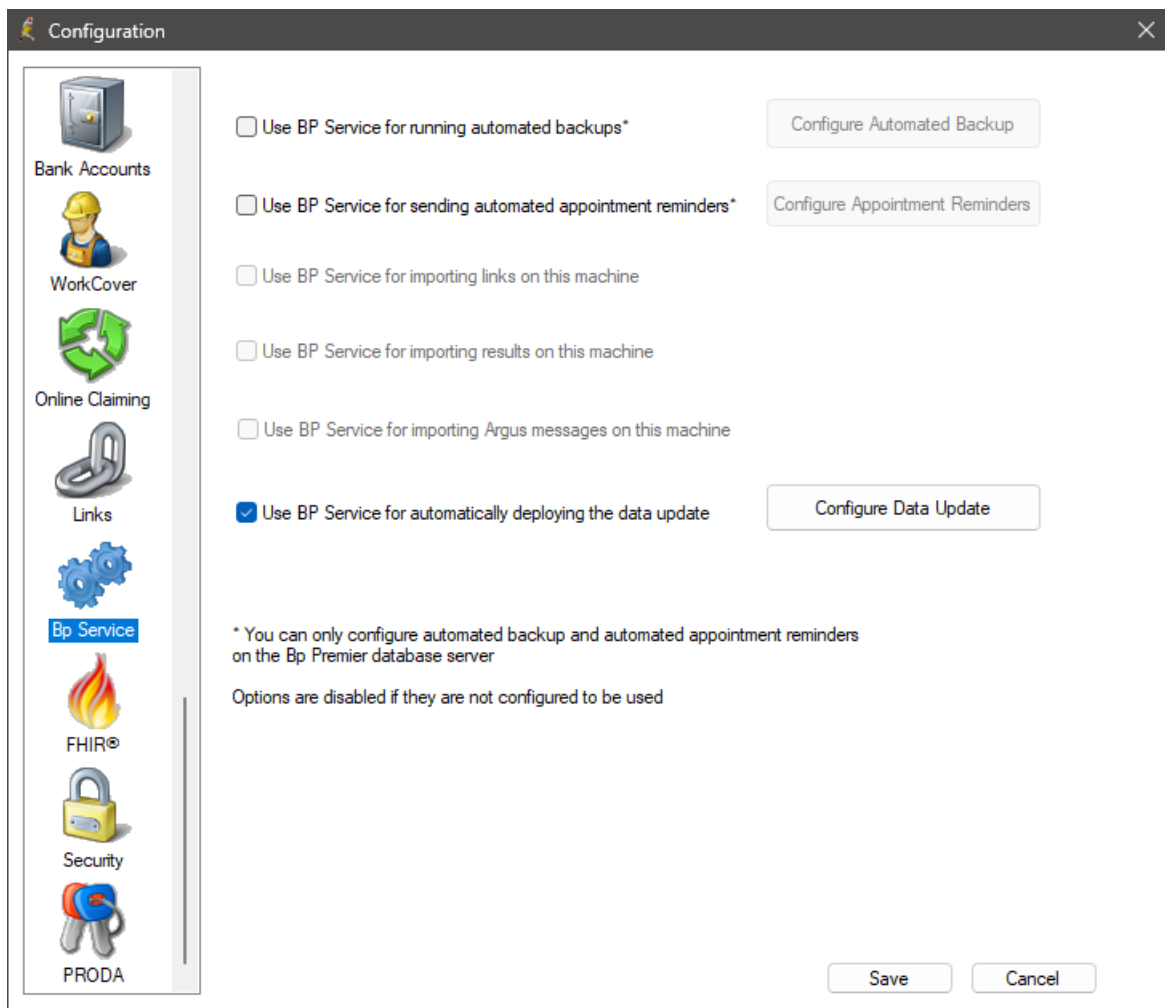 Configuration
Bank Accounts
WorkCover
Online Claiming
Links
Bp Service
FHIR®
Security
PRODA
Use BP Service for running automated backups*
Configure Automated Backup
Use BP Service for sending automated appointment reminders*
Configure Appointment Reminders
Use BP Service for importing links on this machine
Use BP Service for importing results on this machine
Use BP Service for importing Argus messages on this machine
Use BP Service for automatically deploying the data update
Configure Data Update
* You can only configure automated backup and automated appointment reminders
on the Bp Premier database server
Options are disabled if they are not configured to be used
Save
Cancel